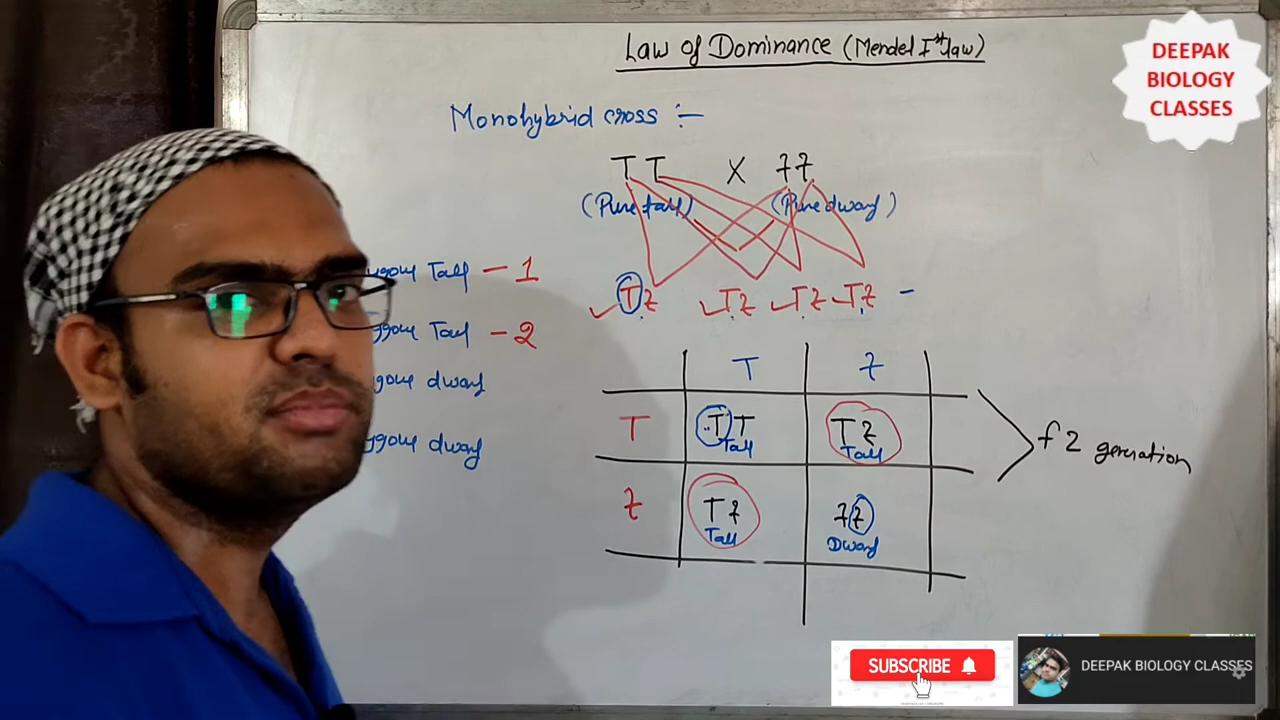 Law of Dominance (Mendel Ist law)
DEEPAK
BIOLOGY
CLASSES
Monohybrid cross :-
TT X tt
(Pure tall) (Pure dwarf)
Tall - 1
Tall - 2
dwarf
dwarf
Tt Tt Tt Tt -
T t
T TT Tt
Tall Tall
t Tt tt
Tall Dwarf
f2 generation
SUBSCRIBE
DEEPAK BIOLOGY CLASSES